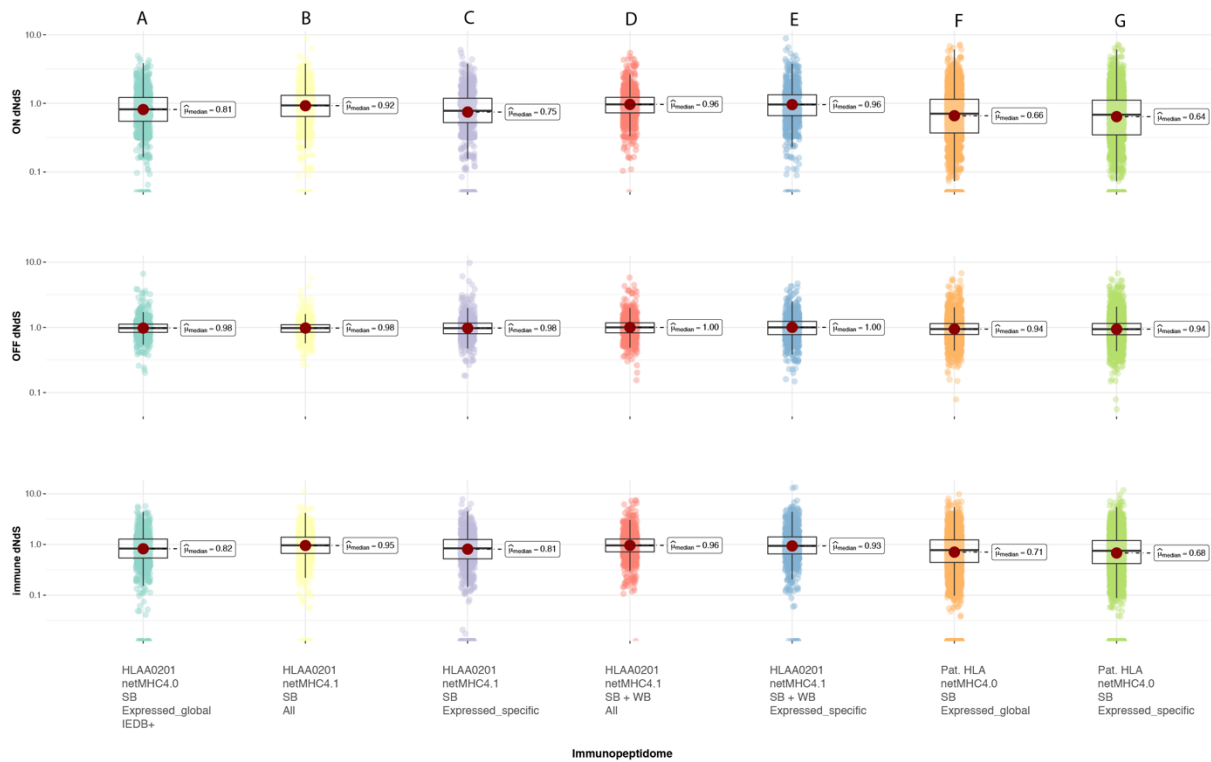 A B C D E F G
10.0
ON dNdS
1.0
0.1
μ̂median = 0.81
μ̂median = 0.92
μ̂median = 0.75
μ̂median = 0.96
μ̂median = 0.96
μ̂median = 0.66
μ̂median = 0.64
10.0
OFF dNdS
1.0
0.1
μ̂median = 0.98
μ̂median = 0.98
μ̂median = 0.98
μ̂median = 1.00
μ̂median = 1.00
μ̂median = 0.94
μ̂median = 0.94
10.0
immune dNdS
1.0
0.1
μ̂median = 0.82
μ̂median = 0.95
μ̂median = 0.81
μ̂median = 0.96
μ̂median = 0.93
μ̂median = 0.71
μ̂median = 0.68
HLAA0201
netMHC4.0
SB
Expressed_global
IEDB+
HLAA0201
netMHC4.1
SB
All
HLAA0201
netMHC4.1
SB
Expressed_specific
HLAA0201
netMHC4.1
SB + WB
All
HLAA0201
netMHC4.1
SB + WB
Expressed_specific
Pat. HLA
netMHC4.0
SB
Expressed_global
Pat. HLA
netMHC4.0
SB
Expressed_specific
Immunopeptidome